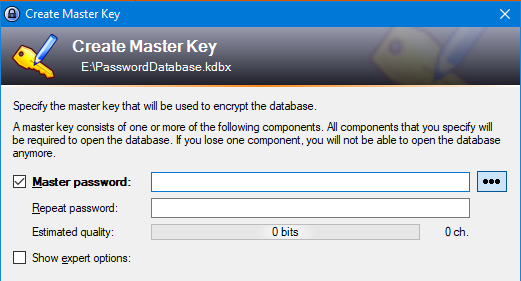 Create Master Key
Create Master Key
E:\PasswordDatabase.kdbx
Specify the master key that will be used to encrypt the database.
A master key consists of one or more of the following components. All components that you specify will
be required to open the database. If you lose one component, you will not be able to open the database
anymore.
Master password:
Repeat password:
Estimated quality: 0 bits 0 ch.
Show expert options: